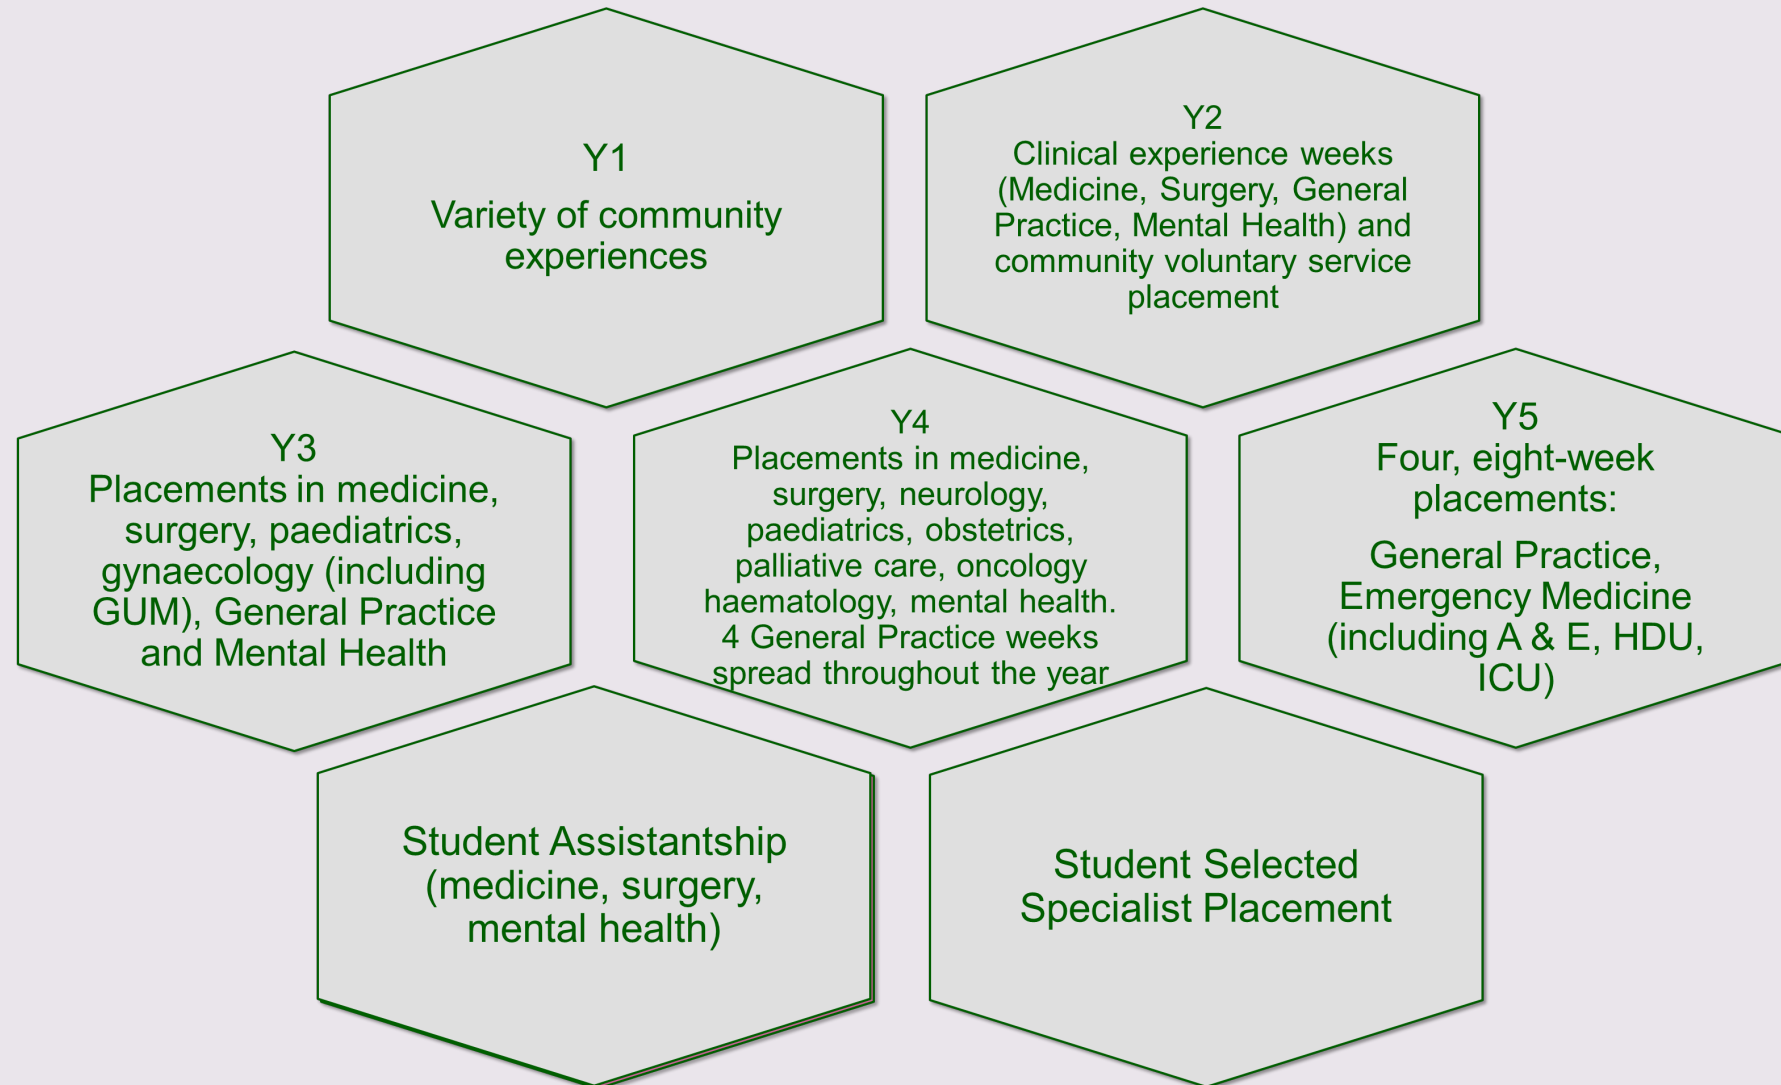 Y1
Variety of community
experiences
Y2
Clinical experience weeks
(Medicine, Surgery, General
Practice, Mental Health) and
community voluntary service
placement
Y3
Placements in medicine,
surgery, paediatrics,
gynaecology (including
GUM), General Practice
and Mental Health
Y4
Placements in medicine,
surgery, neurology,
paediatrics, obstetrics,
palliative care, oncology
haematology, mental health.
4 General Practice weeks
spread throughout the year
Y5
Four, eight-week
placements:
General Practice,
Emergency Medicine
(including A & E, HDU,
ICU)
Student Assistantship
(medicine, surgery,
mental health)
Student Selected
Specialist Placement